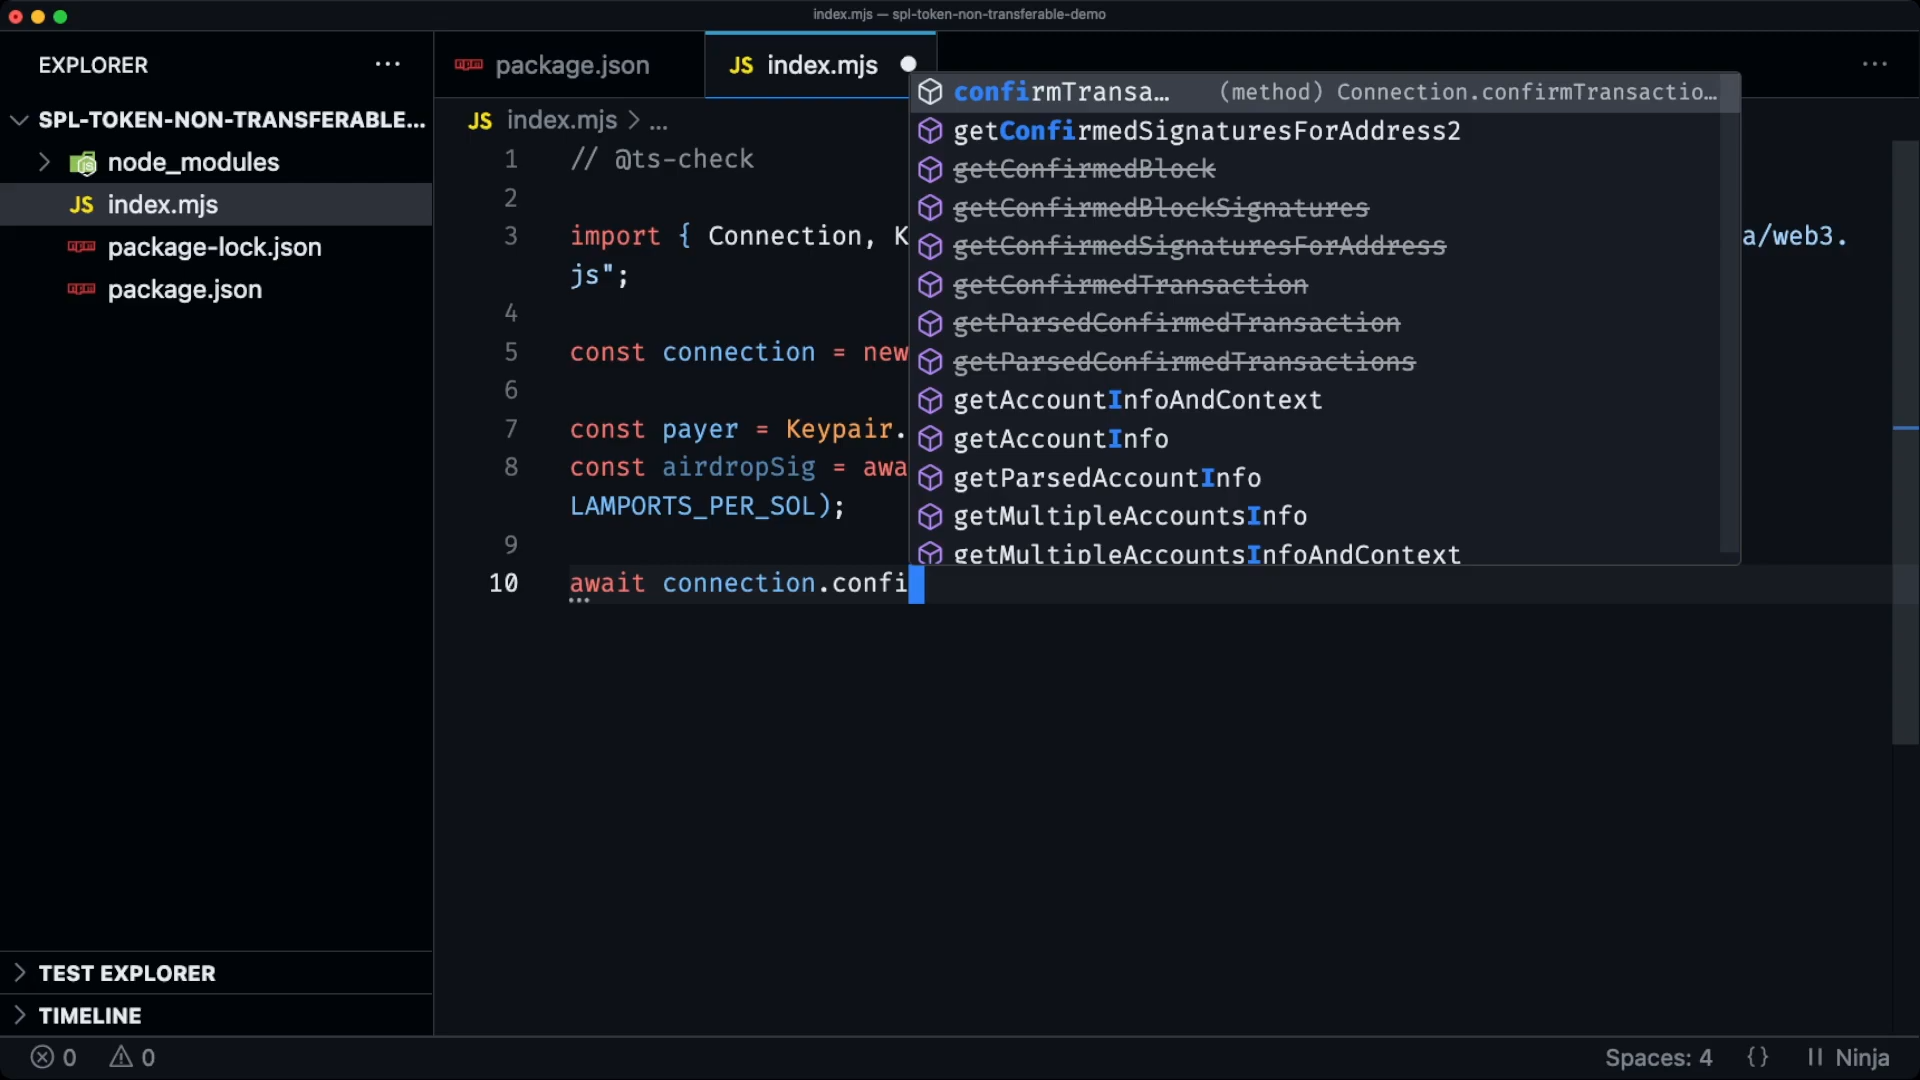 index.mjs — spl-token-non-transferable-demo
EXPLORER
SPL-TOKEN-NON-TRANSFERABLE...
node_modules
JS index.mjs
package-lock.json
package.json
TEST EXPLORER
TIMELINE
package.json
JS index.mjs
JS index.mjs > ...
1 // @ts-check
2
3 import { Connection, K a/web3.
js";
4
5 const connection = new
6
7 const payer = Keypair.
8 const airdropSig = awa
LAMPORTS_PER_SOL);
9
10 await connection.confi
confirmTransa… (method) Connection.confirmTransactio…
getConfirmedSignaturesForAddress2
getConfirmedBlock
getConfirmedBlockSignatures
getConfirmedSignaturesForAddress
getConfirmedTransaction
getParsedConfirmedTransaction
getParsedConfirmedTransactions
getAccountInfoAndContext
getAccountInfo
getParsedAccountInfo
getMultipleAccountsInfo
getMultipleAccountsInfoAndContext
0 0 Spaces: 4 {} || Ninja